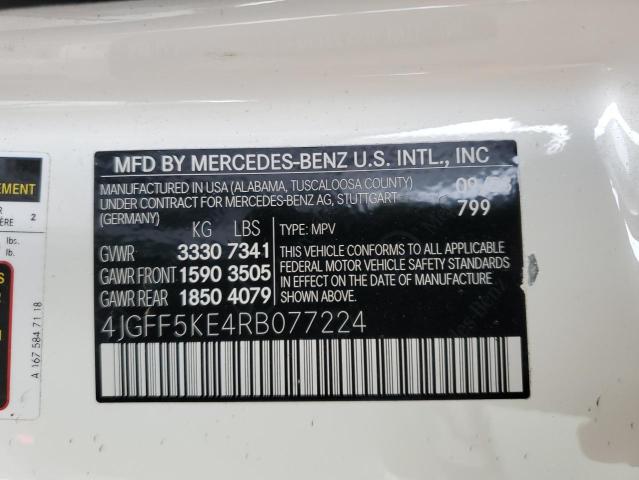 MFD BY MERCEDES-BENZ U.S. INTL., INC
MANUFACTURED IN USA (ALABAMA, TUSCALOOSA COUNTY)
UNDER CONTRACT FOR MERCEDES-BENZ AG, STUTTGART
(GERMANY)
799
KG LBS
GVWR 3330 7341
GAWR FRONT 1590 3505
GAWR REAR 1850 4079
TYPE: MPV
THIS VEHICLE CONFORMS TO ALL APPLICABLE
FEDERAL MOTOR VEHICLE SAFETY STANDARDS
IN EFFECT ON THE DATE OF MANUFACTURE
SHOWN ABOVE.
4JGFF5KE4RB077224
2
lbs.
lb.
A 167 584 71 18